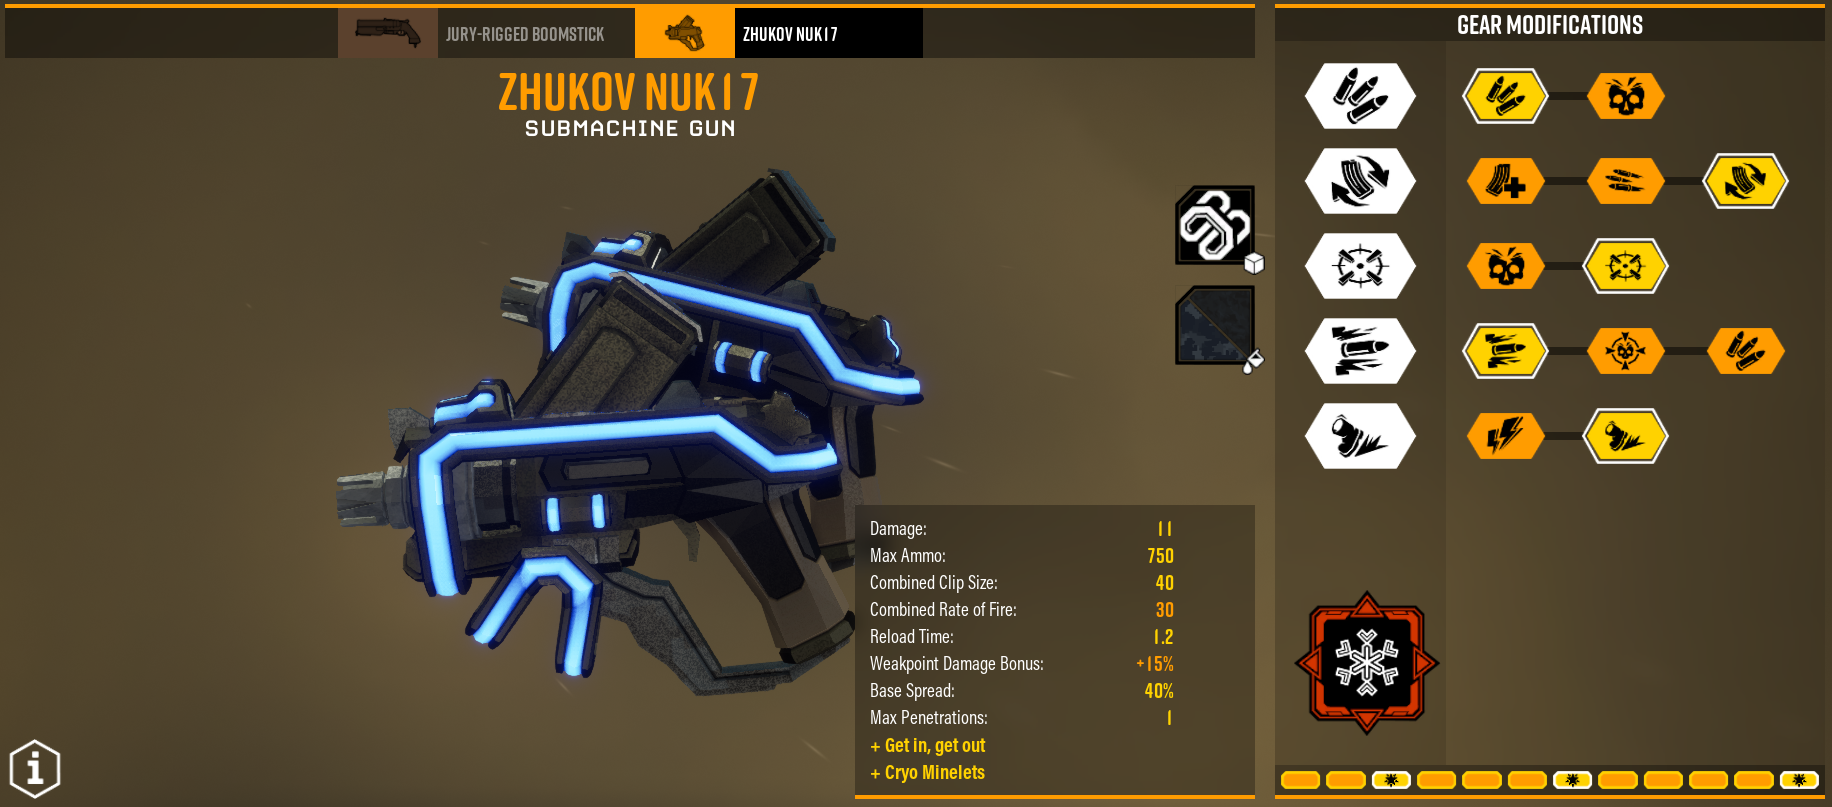 JURY-RIGGED BOOMSTICK
ZHUKOV NUK17
GEAR MODIFICATIONS
ZHUKOV NUK17
SUBMACHINE GUN
Damage: 11
Max Ammo: 750
Combined Clip Size: 40
Combined Rate of Fire: 30
Reload Time: 1.2
Weakpoint Damage Bonus: +15%
Base Spread: 40%
Max Penetrations: 1
+ Get in, get out
+ Cryo Minelets